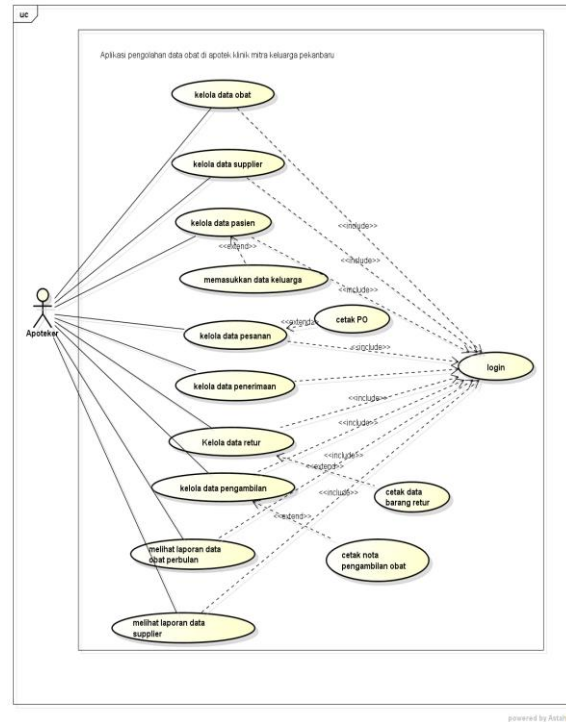 uc
Aplikasi pengolahan data obat di apotek klinik mitra keluarga pekanbaru
kelola data obat
kelola data supplier
<<include>>
kelola data pasien
<<extend>>
<<include>>
memasukkan data keluarga
<<include>>
Apoteker
<<extend>>
cetak PO
kelola data pesanan
<<include>>
login
kelola data penerimaan
<<include>>
Kelola data retur
<<include>>
<<extend>>
kelola data pengambilan
<<include>>
cetak data
barang retur
<<extend>>
melihat laporan data
obat perbulan
cetak nota
pengambilan obat
melihat laporan data
supplier
powered by Astah